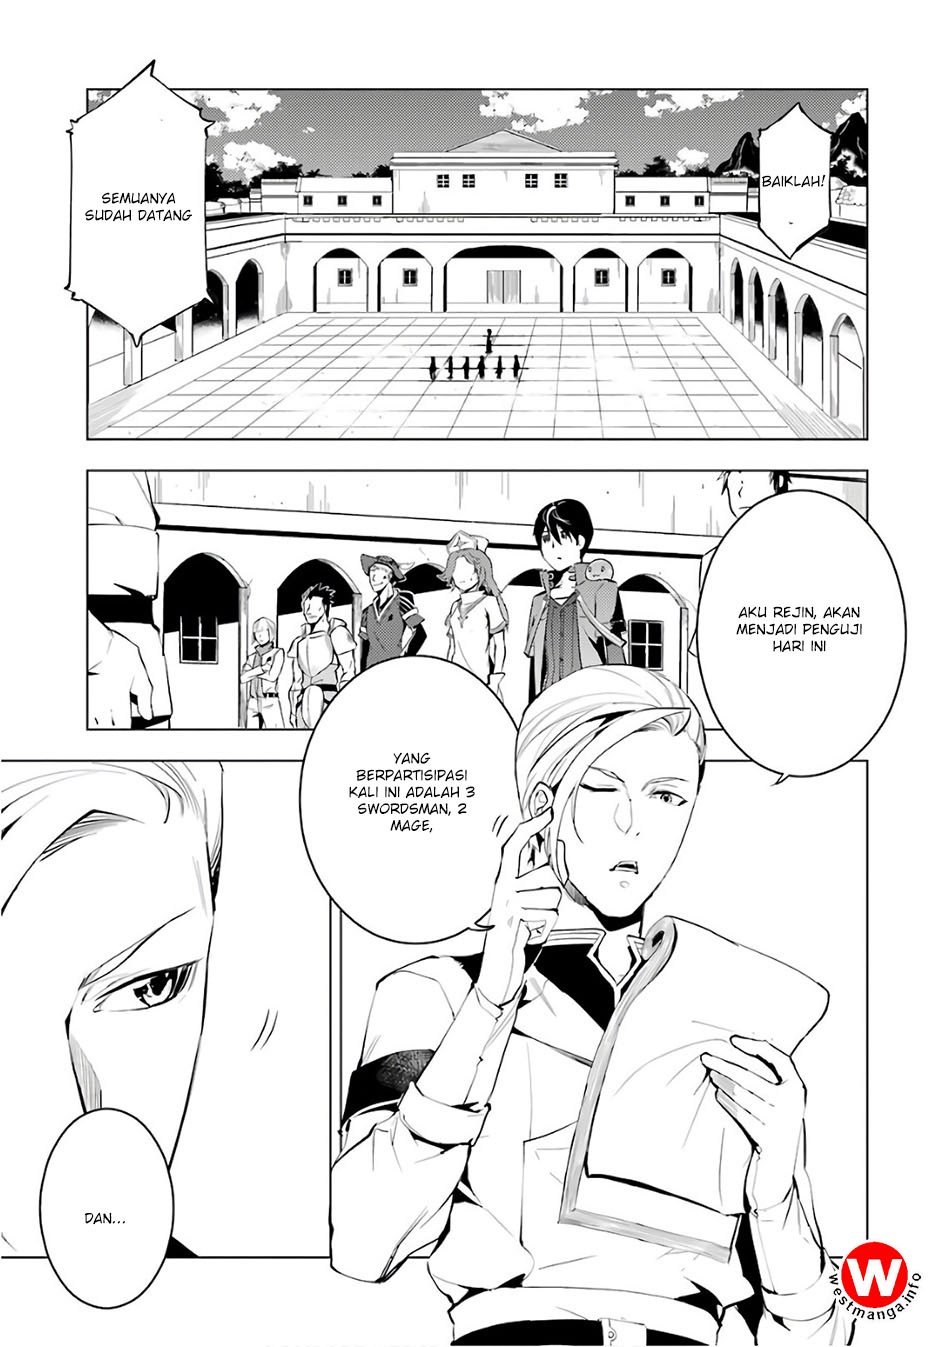 BAIKLAH!
SEMUANYA
SUDAH DATANG
AKU REJIN, AKAN
MENJADI PENGUJI
HARI INI
YANG
BERPARTISIPASI
KALI INI ADALAH 3
SWORDSMAN, 2
MAGE,
DAN...
W
westmanga.info